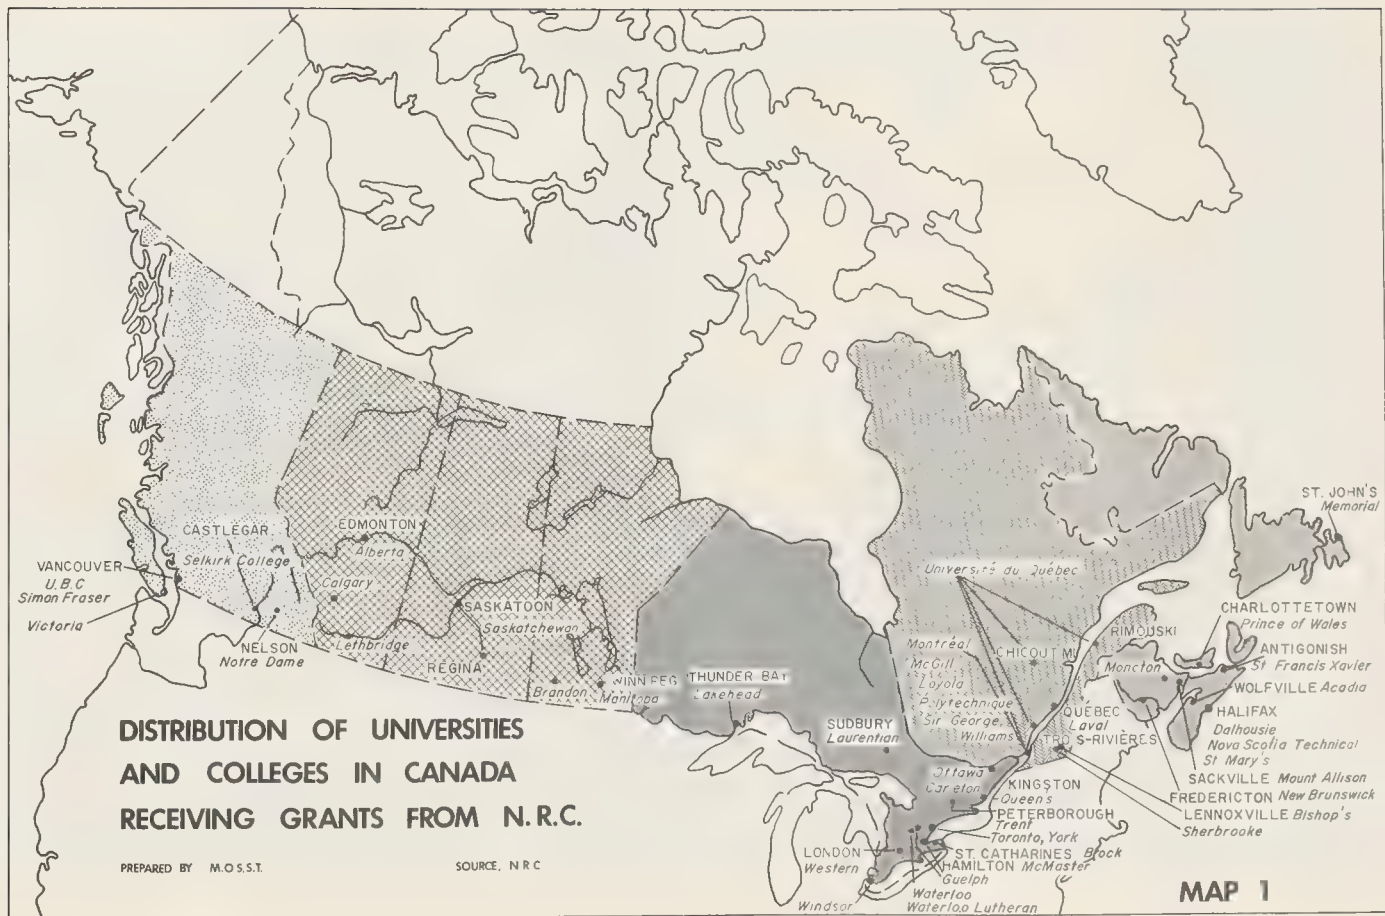 ST. JOHN'S
Memorial
CASTLEGAR
Selkirk College
EDMONTON
Alberta
Calgary
VANCOUVER
U.B.C
Simon Fraser
Victoria
NELSON
Notre Dame
Lethbridge
SASKATOON
Saskatchewan
REGINA
Brandon
WINNIPEG
Manitoba
THUNDER BAY
Lakehead
SUDBURY
Laurentian
Université du Québec
Montréal
McGill
Loyola
Polytechnique
Sir George,
Williams
CHICOUTIMI
RIMOUSKI
QUÉBEC
Laval
TROIS-RIVIÈRES
Moncton
CHARLOTTETOWN
Prince of Wales
ANTIGONISH
St Francis Xavier
WOLFVILLE Acadia
HALIFAX
Dalhousie
Nova Scotia Technical
St Mary's
SACKVILLE Mount Allison
FREDERICTON New Brunswick
LENNOXVILLE Bishop's
Sherbrooke
Ottawa
Carleton
KINGSTON
Queen's
PETERBOROUGH
Trent
Toronto, York
ST. CATHARINES Brock
HAMILTON McMaster
Guelph
Waterloo
Waterloo Lutheran
LONDON
Western
Windsor
DISTRIBUTION OF UNIVERSITIES
AND COLLEGES IN CANADA
RECEIVING GRANTS FROM N.R.C.
PREPARED BY M.O.S.S.T.
SOURCE, N R C
MAP 1